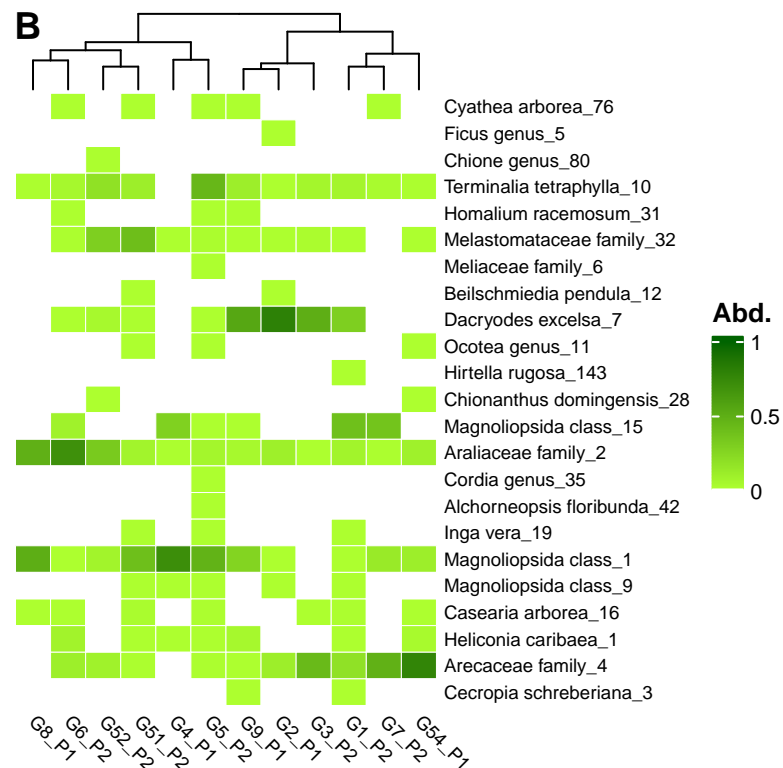 B
Cyathea arborea_76
Ficus genus_5
Chione genus_80
Terminalia tetraphylla_10
Homalium racemosum_31
Melastomataceae family_32
Meliaceae family_6
Beilschmiedia pendula_12
Dacryodes excelsa_7
Ocotea genus_11
Hirtella rugosa_143
Chionanthus domingensis_28
Magnoliopsida class_15
Araliaceae family_2
Cordia genus_35
Alchorneopsis floribunda_42
Inga vera_19
Magnoliopsida class_1
Magnoliopsida class_9
Casearia arborea_16
Heliconia caribaea_1
Arecaceae family_4
Cecropia schreberiana_3
Abd.
1
0.5
0
G8_P1
G6_P2
G52_P2
G51_P2
G4_P1
G5_P2
G9_P1
G2_P1
G3_P2
G1_P2
G7_P2
G54_P1